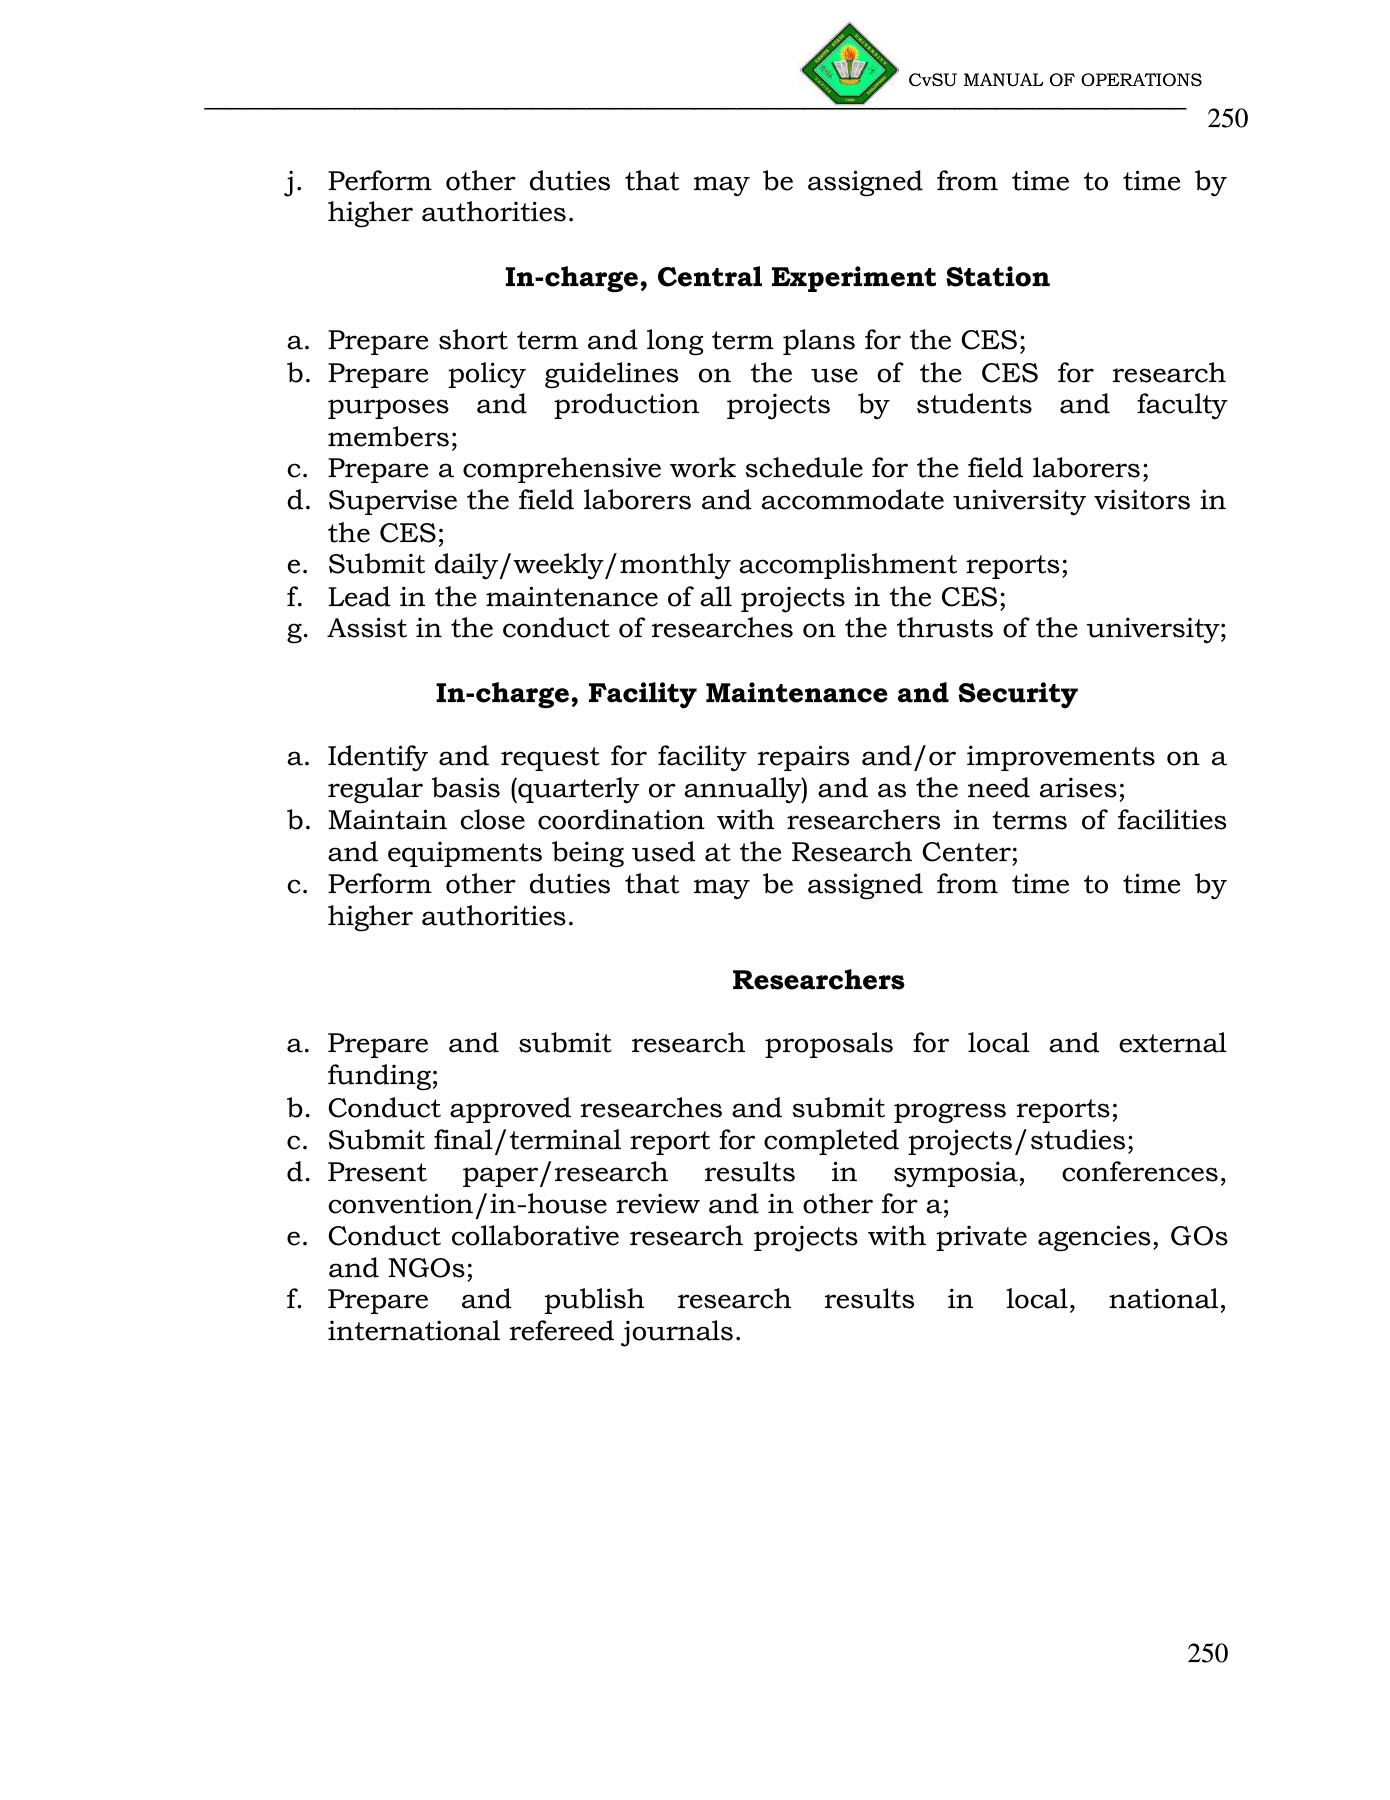 CvSU MANUAL OF OPERATIONS
250
j. Perform other duties that may be assigned from time to time by
higher authorities.
In-charge, Central Experiment Station
a. Prepare short term and long term plans for the CES;
b. Prepare policy guidelines on the use of the CES for research
purposes and production projects by students and faculty
members;
c. Prepare a comprehensive work schedule for the field laborers;
d. Supervise the field laborers and accommodate university visitors in
the CES;
e. Submit daily/weekly/monthly accomplishment reports;
f. Lead in the maintenance of all projects in the CES;
g. Assist in the conduct of researches on the thrusts of the university;
In-charge, Facility Maintenance and Security
a. Identify and request for facility repairs and/or improvements on a
regular basis (quarterly or annually) and as the need arises;
b. Maintain close coordination with researchers in terms of facilities
and equipments being used at the Research Center;
c. Perform other duties that may be assigned from time to time by
higher authorities.
Researchers
a. Prepare and submit research proposals for local and external
funding;
b. Conduct approved researches and submit progress reports;
c. Submit final/terminal report for completed projects/studies;
d. Present paper/research results in symposia, conferences,
convention/in-house review and in other for a;
e. Conduct collaborative research projects with private agencies, GOs
and NGOs;
f. Prepare and publish research results in local, national,
international refereed journals.
250